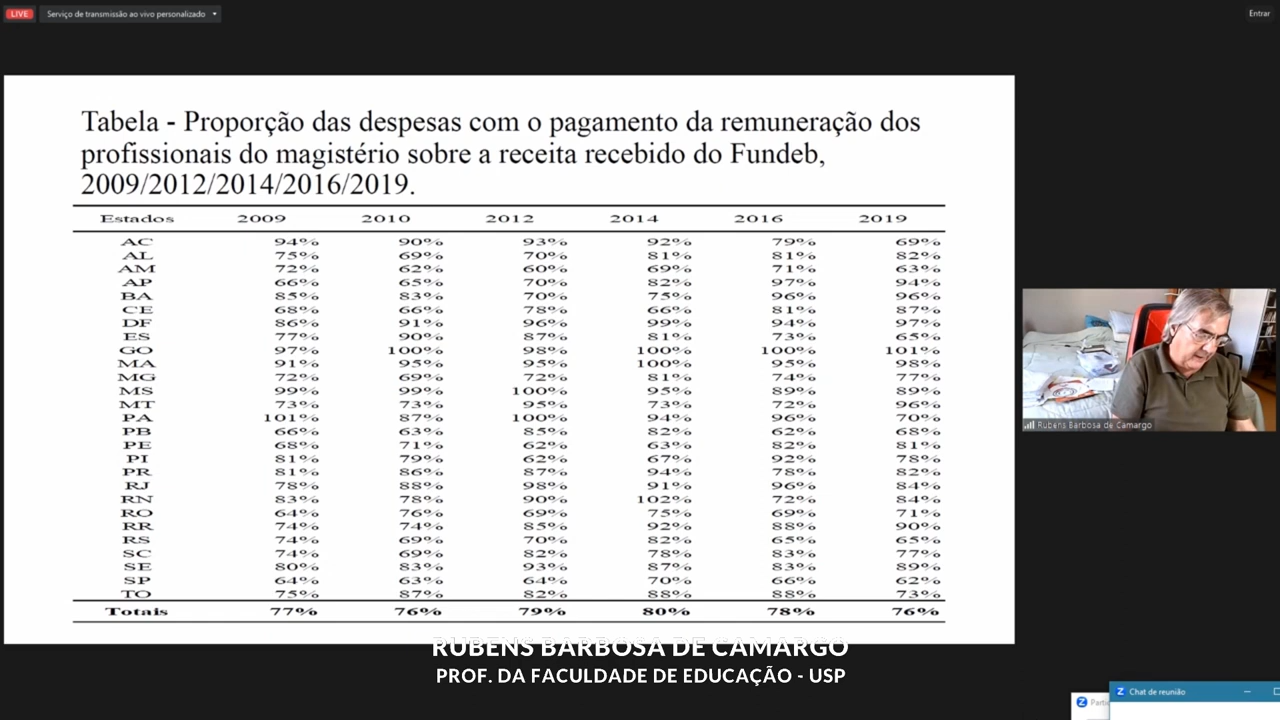 LIVE
Serviço de transmissão ao vivo personalizado
Entrar
Tabela - Proporção das despesas com o pagamento da remuneração dos
profissionais do magistério sobre a receita recebido do Fundeb,
2009/2012/2014/2016/2019.
Estados 2009 2010 2012 2014 2016 2019
AC 94% 90% 93% 92% 79% 69%
AL 75% 69% 70% 81% 81% 82%
AM 72% 62% 60% 69% 71% 63%
AP 66% 65% 70% 82% 97% 94%
BA 85% 83% 70% 75% 96% 96%
CE 68% 66% 78% 66% 81% 87%
DF 86% 91% 96% 99% 94% 97%
ES 77% 90% 87% 81% 73% 65%
GO 97% 100% 98% 100% 100% 101%
MA 91% 95% 95% 100% 95% 98%
MG 72% 69% 72% 81% 74% 77%
MS 99% 99% 100% 95% 89% 89%
MT 73% 73% 95% 73% 72% 96%
PA 101% 87% 100% 94% 96% 70%
PB 66% 63% 85% 82% 62% 68%
PE 68% 71% 62% 63% 82% 81%
PI 81% 79% 62% 67% 92% 78%
PR 81% 86% 87% 94% 78% 82%
RJ 78% 88% 98% 91% 96% 84%
RN 83% 78% 90% 102% 72% 84%
RO 64% 76% 69% 75% 69% 71%
RR 74% 74% 85% 92% 88% 90%
RS 74% 69% 70% 82% 65% 65%
SC 74% 69% 82% 78% 83% 77%
SE 80% 83% 93% 87% 83% 89%
SP 64% 63% 64% 70% 66% 62%
TO 75% 87% 82% 88% 88% 73%
Totais 77% 76% 79% 80% 78% 76%
Rubens Barbosa de Camargo
RUBENS BARBOSA DE CAMARGO
PROF. DA FACULDADE DE EDUCAÇÃO - USP
Chat de reunião